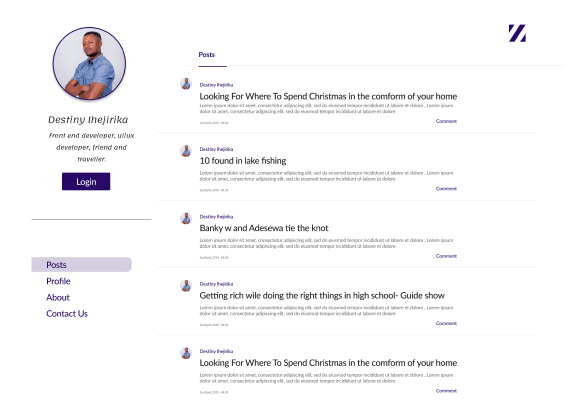 Destiny Ihejirika
Front end developer, ui/ux
developer, friend and
traveller.
Login
Posts
Profile
About
Contact Us
Posts
Destiny Ihejirika
Looking For Where To Spend Christmas in the comform of your home
Lorem ipsum dolor sit amet, consectetur adipiscing elit, sed do eiusmod tempor incididunt ut labore et dolore . Lorem ipsum
dolor sit amet, consectetur adipiscing elit, sed do eiusmod tempor incididunt ut labore et dolore
Comment
Destiny Ihejirika
10 found in lake fishing
Lorem ipsum dolor sit amet, consectetur adipiscing elit, sed do eiusmod tempor incididunt ut labore et dolore . Lorem ipsum
dolor sit amet, consectetur adipiscing elit, sed do eiusmod tempor incididunt ut labore et dolore
Comment
Destiny Ihejirika
Banky w and Adesewa tie the knot
Lorem ipsum dolor sit amet, consectetur adipiscing elit, sed do eiusmod tempor incididunt ut labore et dolore . Lorem ipsum
dolor sit amet, consectetur adipiscing elit, sed do eiusmod tempor incididunt ut labore et dolore
Comment
Destiny Ihejirika
Getting rich wile doing the right things in high school- Guide show
Lorem ipsum dolor sit amet, consectetur adipiscing elit, sed do eiusmod tempor incididunt ut labore et dolore . Lorem ipsum
dolor sit amet, consectetur adipiscing elit, sed do eiusmod tempor incididunt ut labore et dolore
Comment
Destiny Ihejirika
Looking For Where To Spend Christmas in the comform of your home
Lorem ipsum dolor sit amet, consectetur adipiscing elit, sed do eiusmod tempor incididunt ut labore et dolore . Lorem ipsum
dolor sit amet, consectetur adipiscing elit, sed do eiusmod tempor incididunt ut labore et dolore
Comment